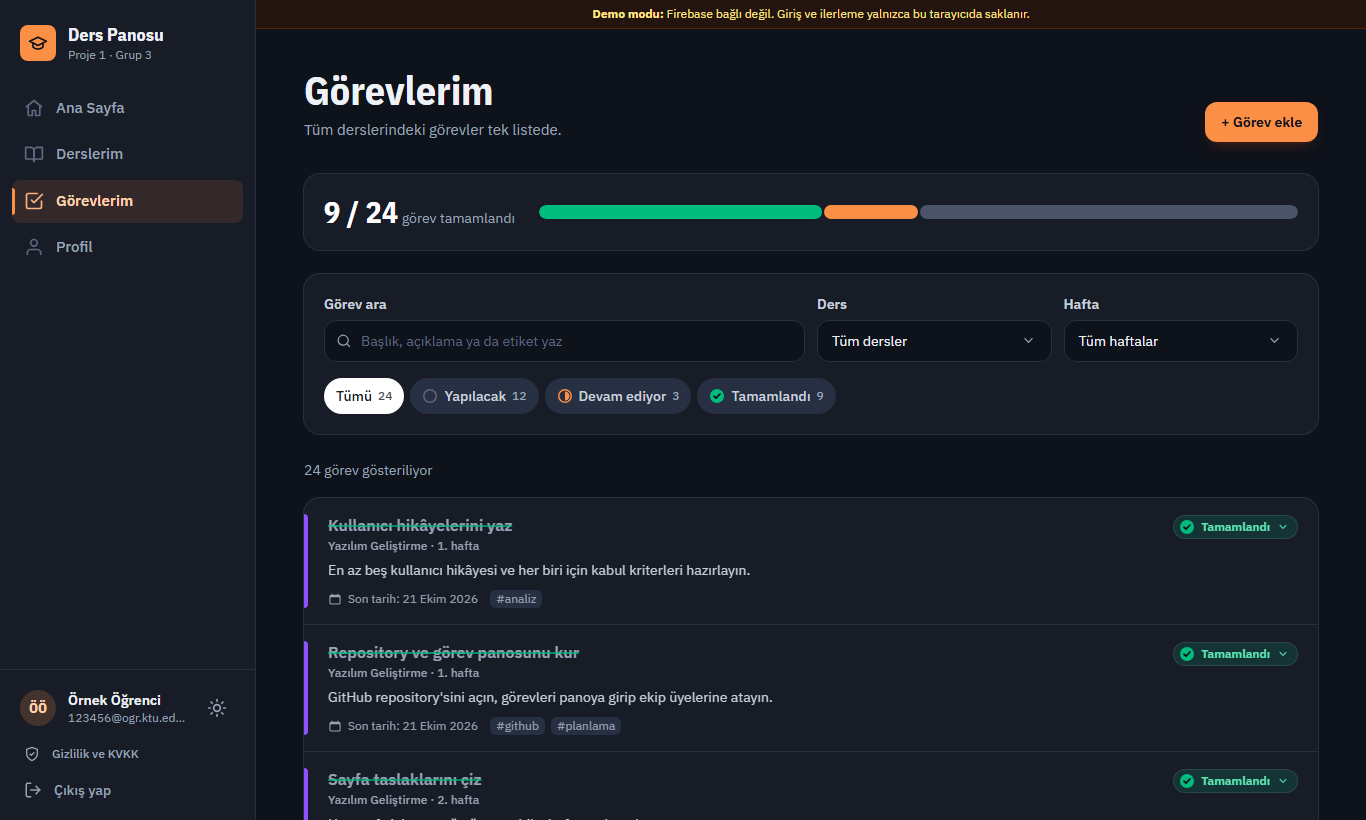 Demo modu: Firebase bağlı değil. Giriş ve ilerleme yalnızca bu tarayıcıda saklanır.
Ders Panosu
Proje 1 · Grup 3
Ana Sayfa
Derslerim
Görevlerim
Profil
Örnek Öğrenci
ÖÖ
123456@ogr.ktu.ed...
Gizlilik ve KVKK
Çıkış yap
Görevlerim
Tüm derslerindeki görevler tek listede.
+ Görev ekle
9 / 24 görev tamamlandı
Görev ara
Ders
Hafta
Başlık, açıklama ya da etiket yaz
Tüm dersler
Tüm haftalar
Tümü 24
Yapılacak 12
Devam ediyor 3
Tamamlandı 9
24 görev gösteriliyor
Kullanıcı hikâyelerini yaz
Tamamlandı
Yazılım Geliştirme · 1. hafta
En az beş kullanıcı hikâyesi ve her biri için kabul kriterleri hazırlayın.
Son tarih: 21 Ekim 2026 #analiz
Repository ve görev panosunu kur
Tamamlandı
Yazılım Geliştirme · 1. hafta
GitHub repository'sini açın, görevleri panoya girip ekip üyelerine atayın.
Son tarih: 21 Ekim 2026 #github #planlama
Sayfa taslaklarını çiz
Tamamlandı
Yazılım Geliştirme · 2. hafta